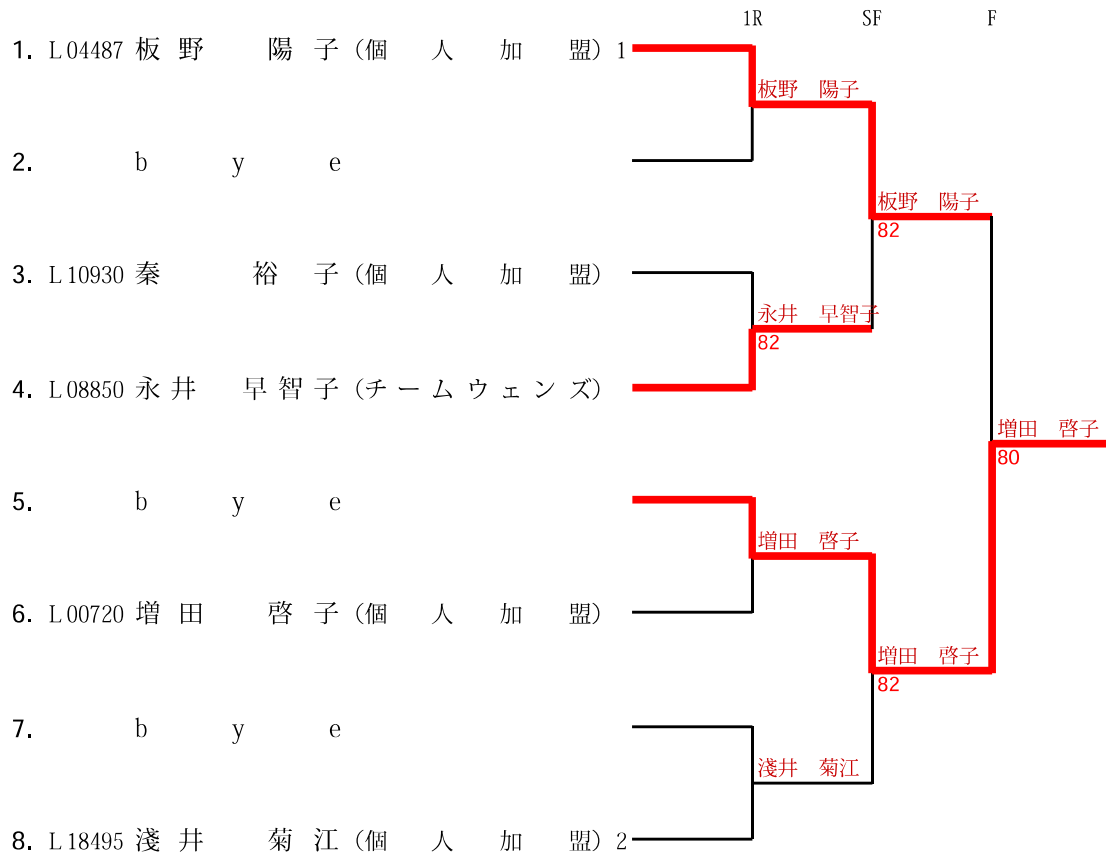 1R SF F
1. L04487 板野 陽子 (個人加盟) 1
板野 陽子
2. bye
板野 陽子
82
3. L10930 秦 裕子 (個人加盟)
永井 早智子
82
4. L08850 永井 早智子 (チームウェンズ)
増田 啓子
80
5. bye
増田 啓子
6. L00720 増田 啓子 (個人加盟)
増田 啓子
82
7. bye
淺井 菊江
8. L18495 淺井 菊江 (個人加盟) 2